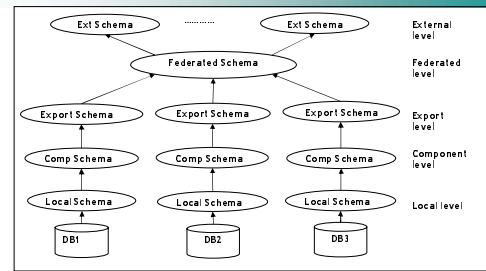 Ext Schema ............ Ext Schema External level
Federated Schema Federated level
Export Schema Export Schema Export Schema Export level
Comp Schema Comp Schema Comp Schema Component level
Local Schema Local Schema Local Schema Local level
DB1 DB2 DB3